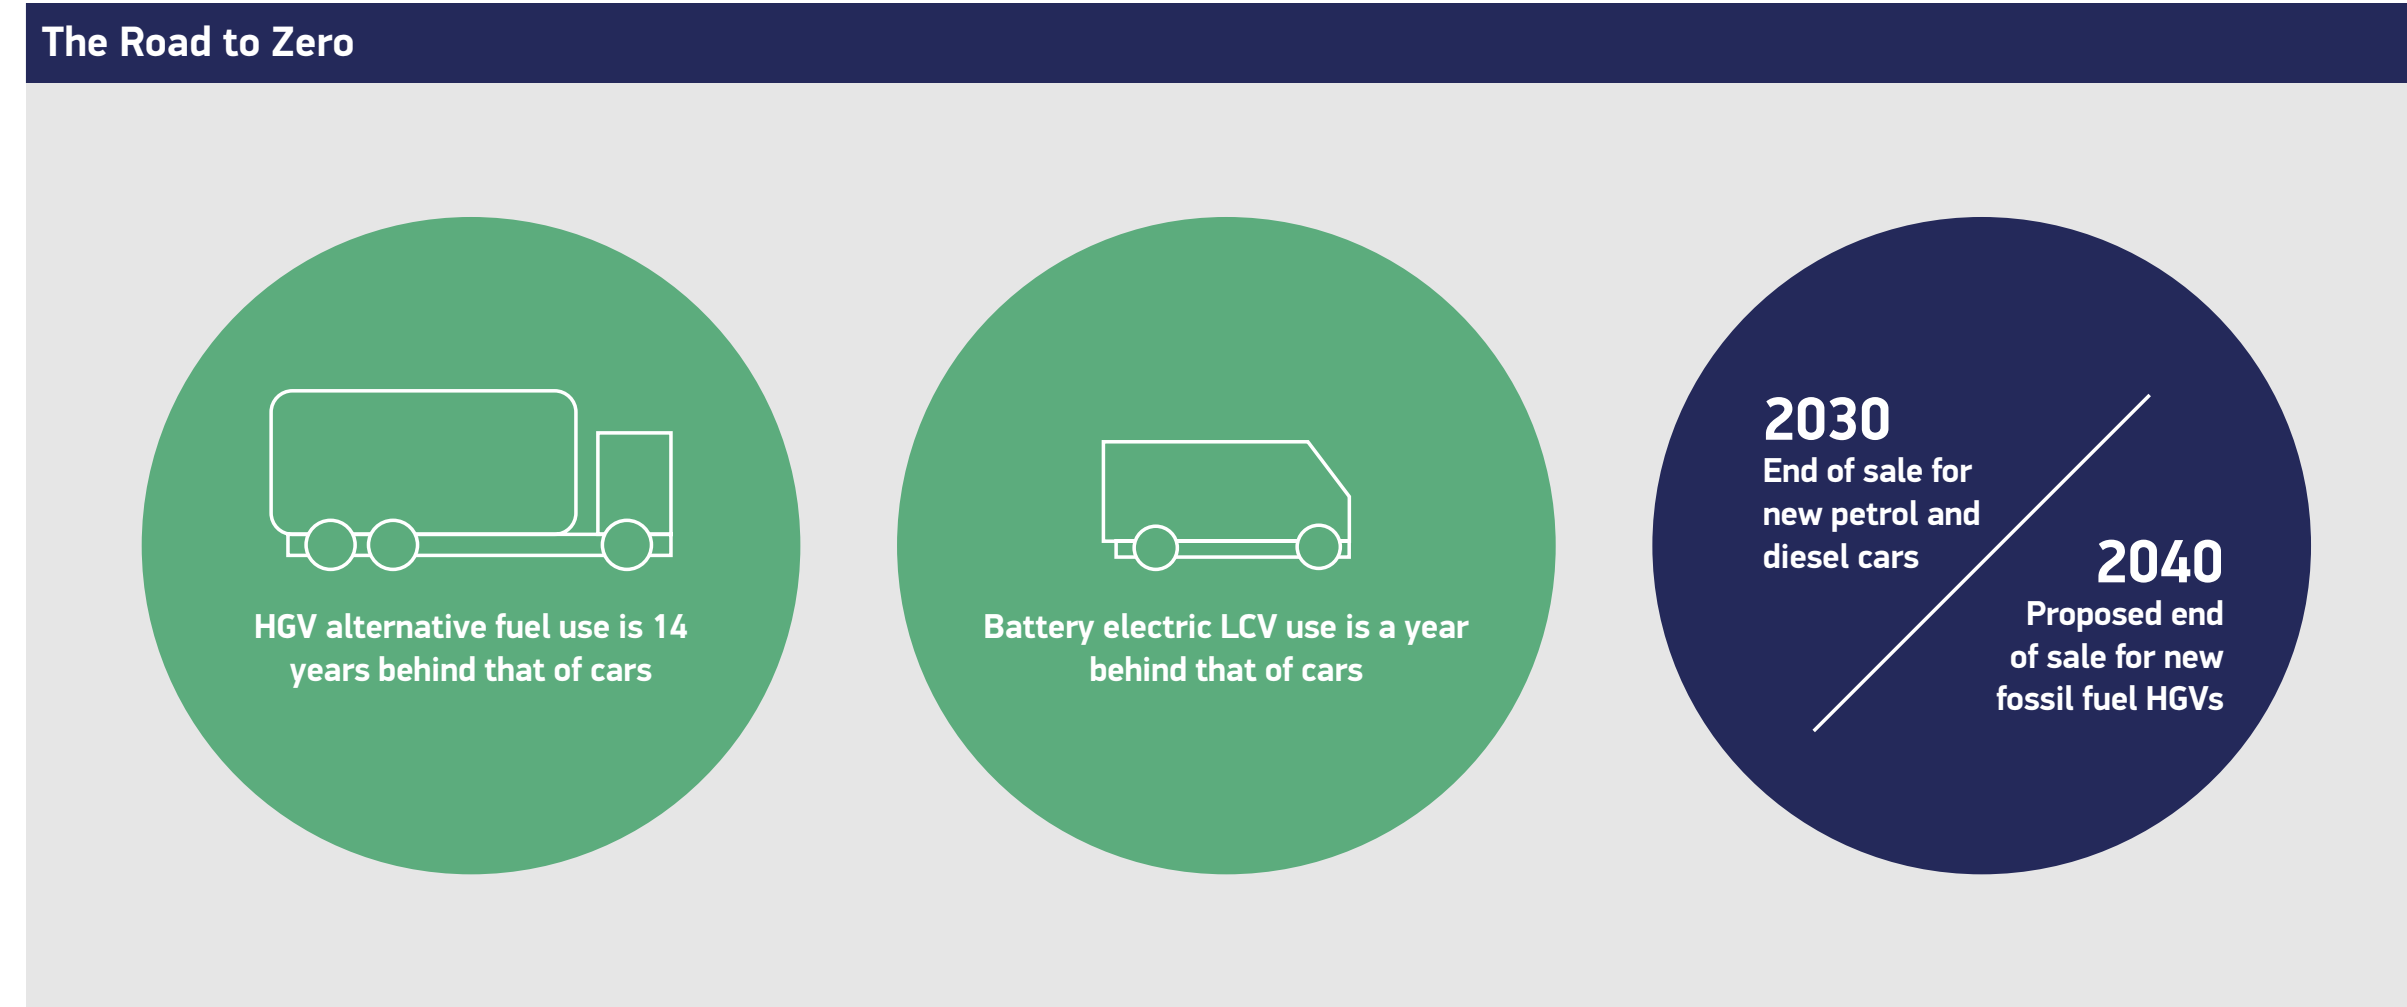 The Road to Zero
HGV alternative fuel use is 14
years behind that of cars
Battery electric LCV use is a year
behind that of cars
2030
End of sale for
new petrol and
diesel cars
2040
Proposed end
of sale for new
fossil fuel HGVs